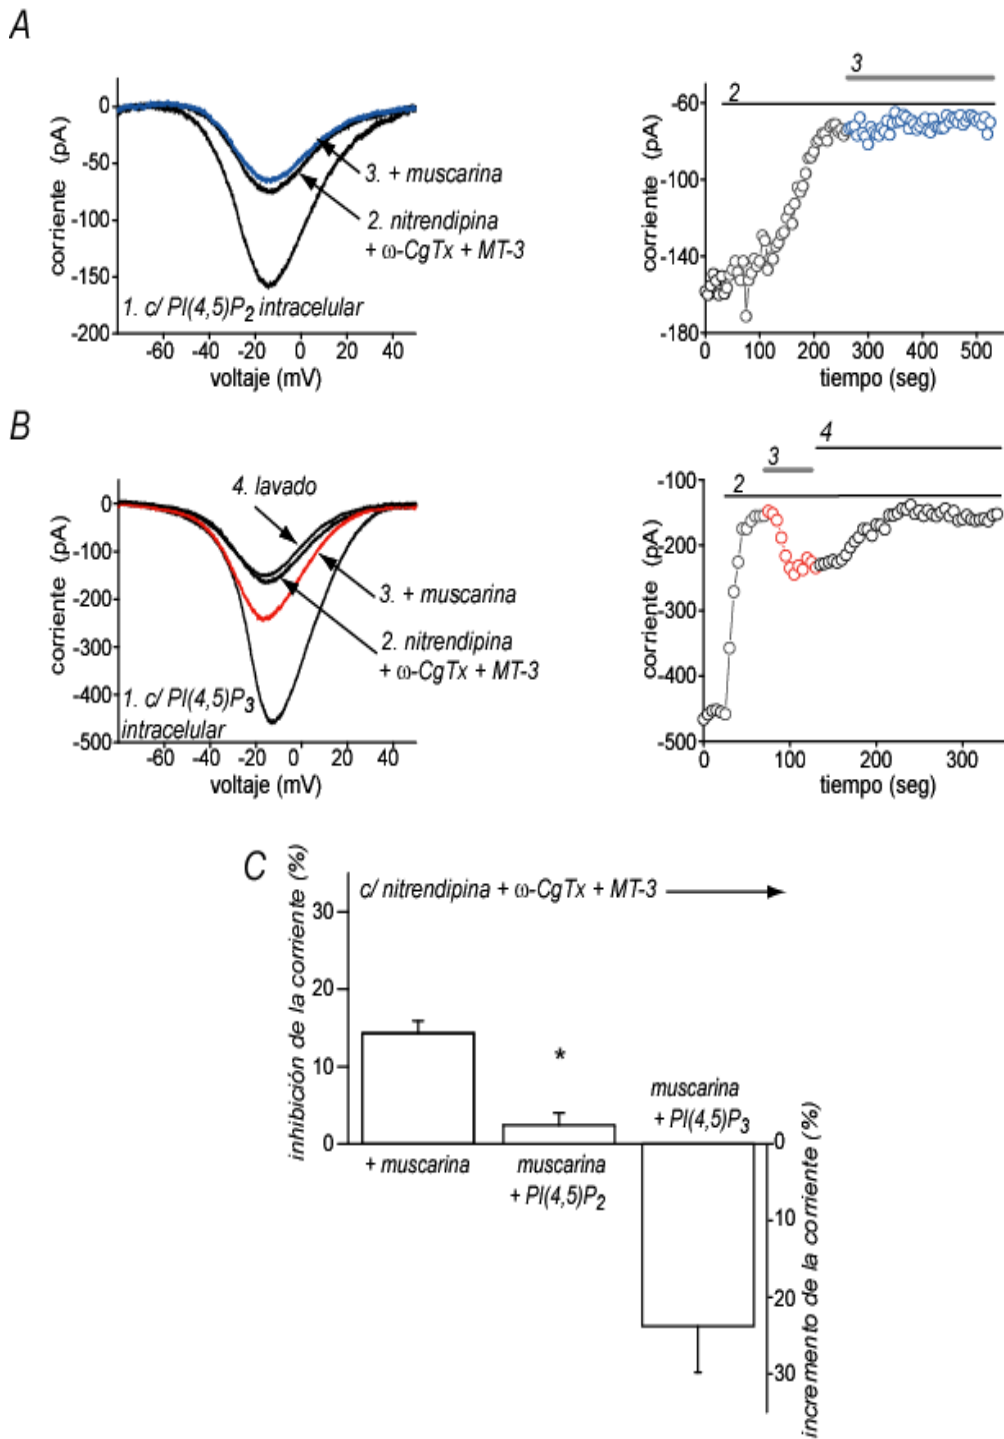 A
corriente (pA)
0
-50
-100
-150
-200
3. + muscarina
2. nitrendipina
+ ω-CgTx + MT-3
1. c/ PI(4,5)P2 intracelular
-60 -40 -20 0 20 40
voltaje (mV)
3
2
corriente (pA)
-60
-100
-140
-180
0 100 200 300 400 500
tiempo (seg)
B
corriente (pA)
0
-100
-200
-300
-400
-500
4. lavado
3. + muscarina
2. nitrendipina
+ ω-CgTx + MT-3
1. c/ PI(4,5)P3
intracelular
-60 -40 -20 0 20 40
voltaje (mV)
4
3
2
corriente (pA)
-100
-200
-300
-400
-500
0 100 200 300
tiempo (seg)
C
inhibición de la corriente (%)
30
20
10
0
c/ nitrendipina + ω-CgTx + MT-3
*
+ muscarina
muscarina
+ PI(4,5)P2
muscarina
+ PI(4,5)P3
0
10
20
30
incremento de la corriente (%)